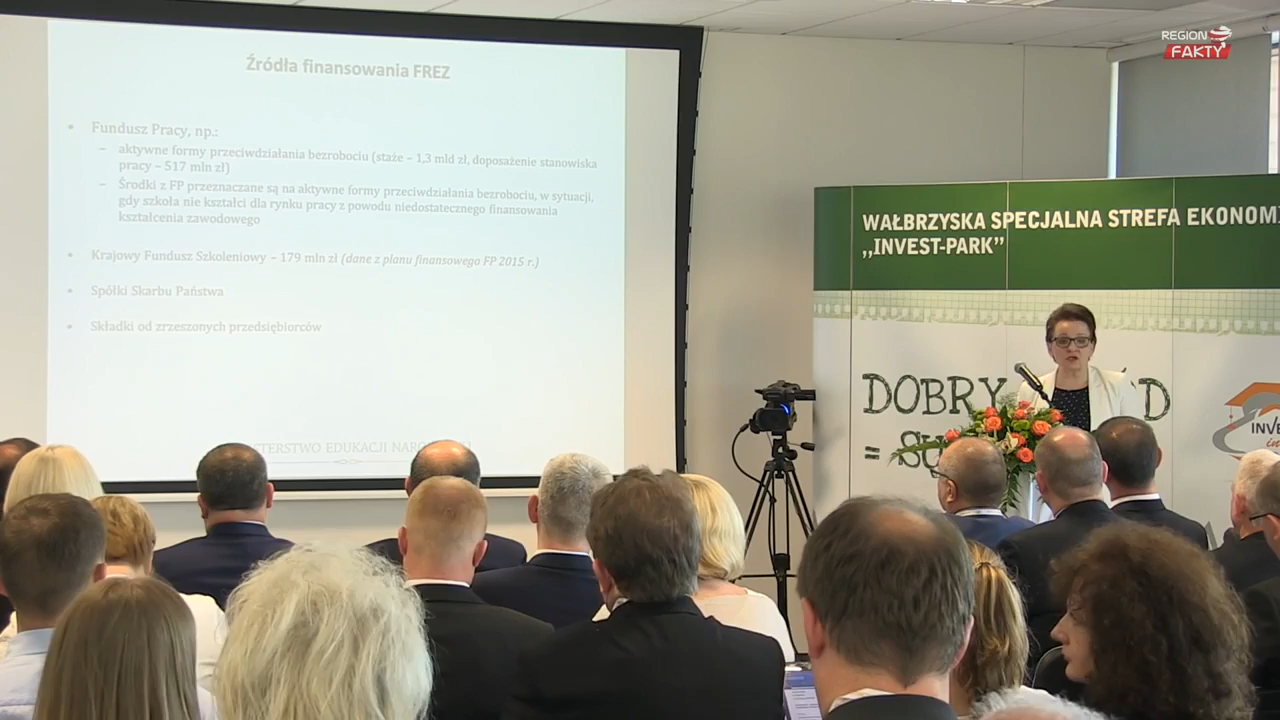 Źródła finansowania FREZ
• Fundusz Pracy, np.:
– aktywne formy przeciwdziałania bezrobociu (staże – 1,3 mld zł, doposażenie stanowiska
pracy – 517 mln zł)
– Środki z FP przeznaczane są na aktywne formy przeciwdziałania bezrobociu, w sytuacji,
gdy szkoła nie kształci dla rynku pracy z powodu niedostatecznego finansowania
kształcenia zawodowego
• Krajowy Fundusz Szkoleniowy – 179 mln zł (dane z planu finansowego FP 2015 r.)
• Spółki Skarbu Państwa
• Składki od zrzeszonych przedsiębiorców
TERSTWO EDUKACJI NARO
REGION
FAKTY
WAŁBRZYSKA SPECJALNA STREFA EKONOMI
,,INVEST-PARK”
DOBRY
D
=
INVE